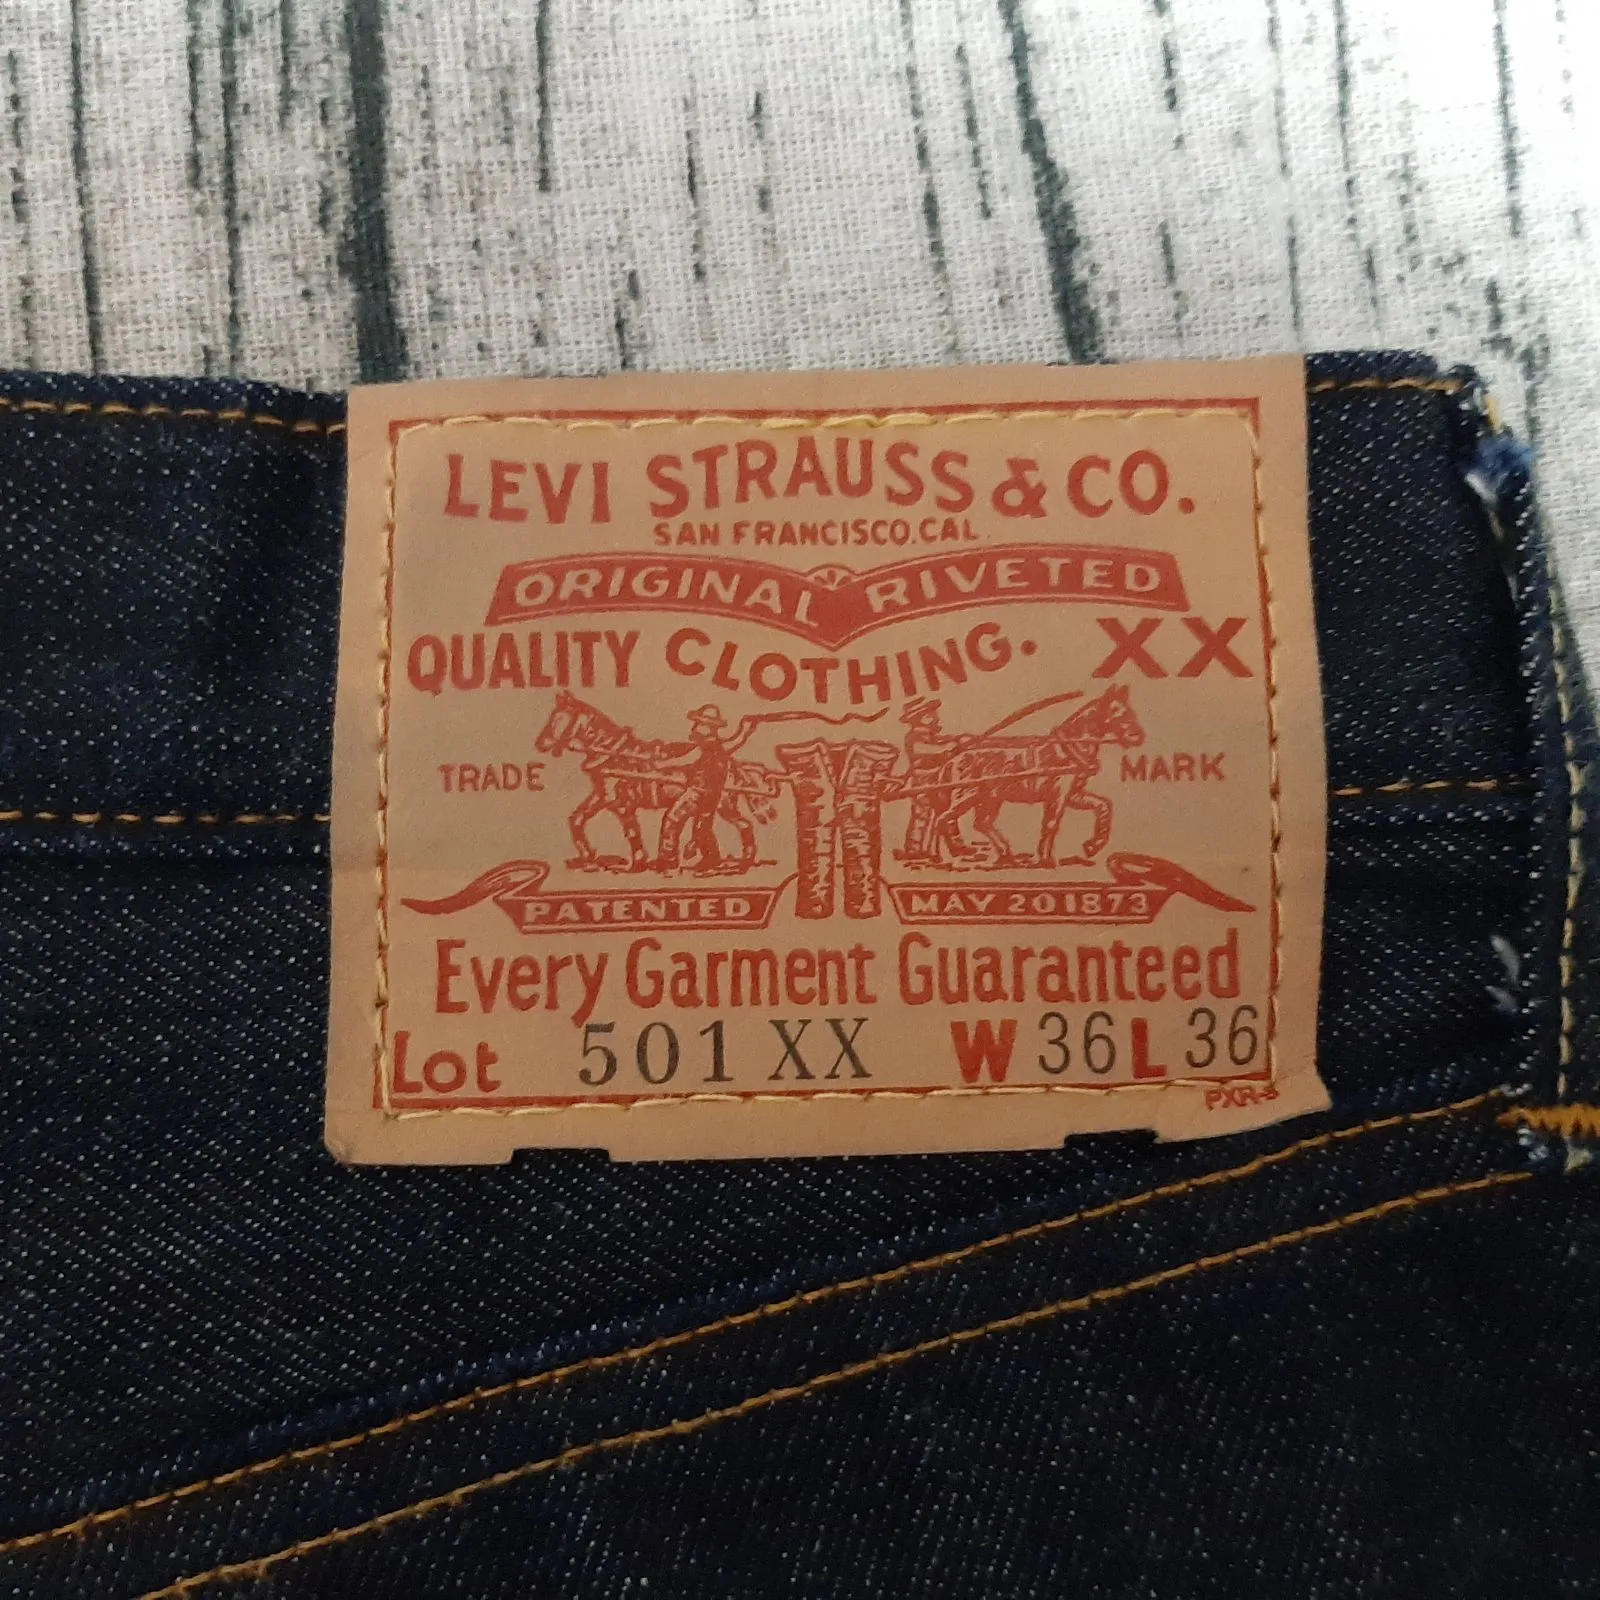 LEVI STRAUSS & CO.
SAN FRANCISCO.CAL
ORIGINAL RIVETED
QUALITY CLOTHING. XX
TRADE MARK
PATENTED MAY 20 1873
Every Garment Guaranteed
Lot 501 XX W 36 L 36